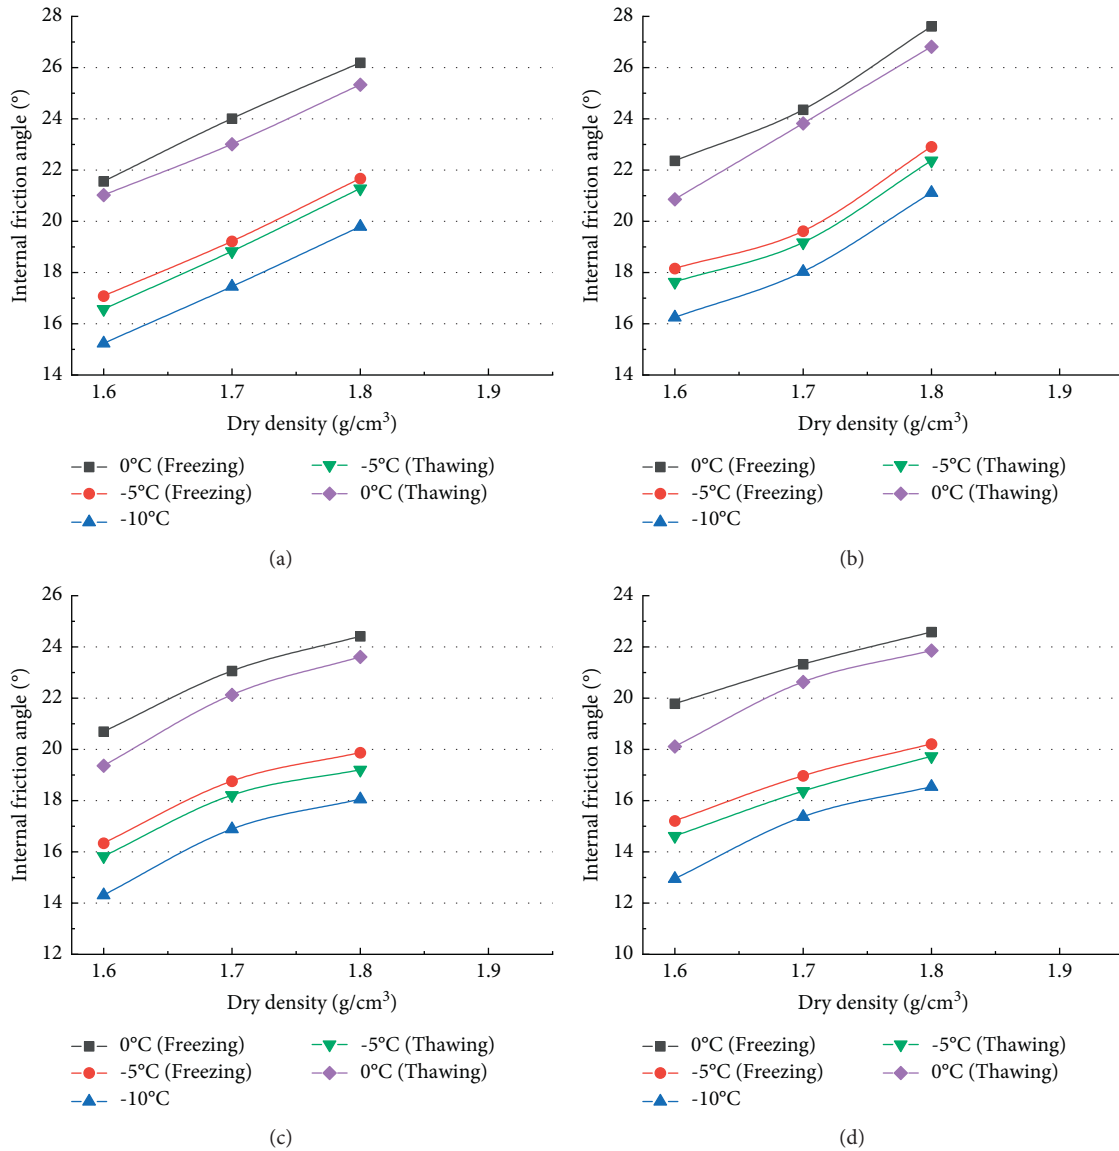 28
26
24
22
20
18
16
14
Internal friction angle (°)
1.6 1.7 1.8 1.9
Dry density (g/cm³)
0°C (Freezing)
-5°C (Freezing)
-10°C
-5°C (Thawing)
0°C (Thawing)
(a)
28
26
24
22
20
18
16
14
Internal friction angle (°)
1.6 1.7 1.8 1.9
Dry density (g/cm³)
0°C (Freezing)
-5°C (Freezing)
-10°C
-5°C (Thawing)
0°C (Thawing)
(b)
26
24
22
20
18
16
14
12
Internal friction angle (°)
1.6 1.7 1.8 1.9
Dry density (g/cm³)
0°C (Freezing)
-5°C (Freezing)
-10°C
-5°C (Thawing)
0°C (Thawing)
(c)
24
22
20
18
16
14
12
10
Internal friction angle (°)
1.6 1.7 1.8 1.9
Dry density (g/cm³)
0°C (Freezing)
-5°C (Freezing)
-10°C
-5°C (Thawing)
0°C (Thawing)
(d)